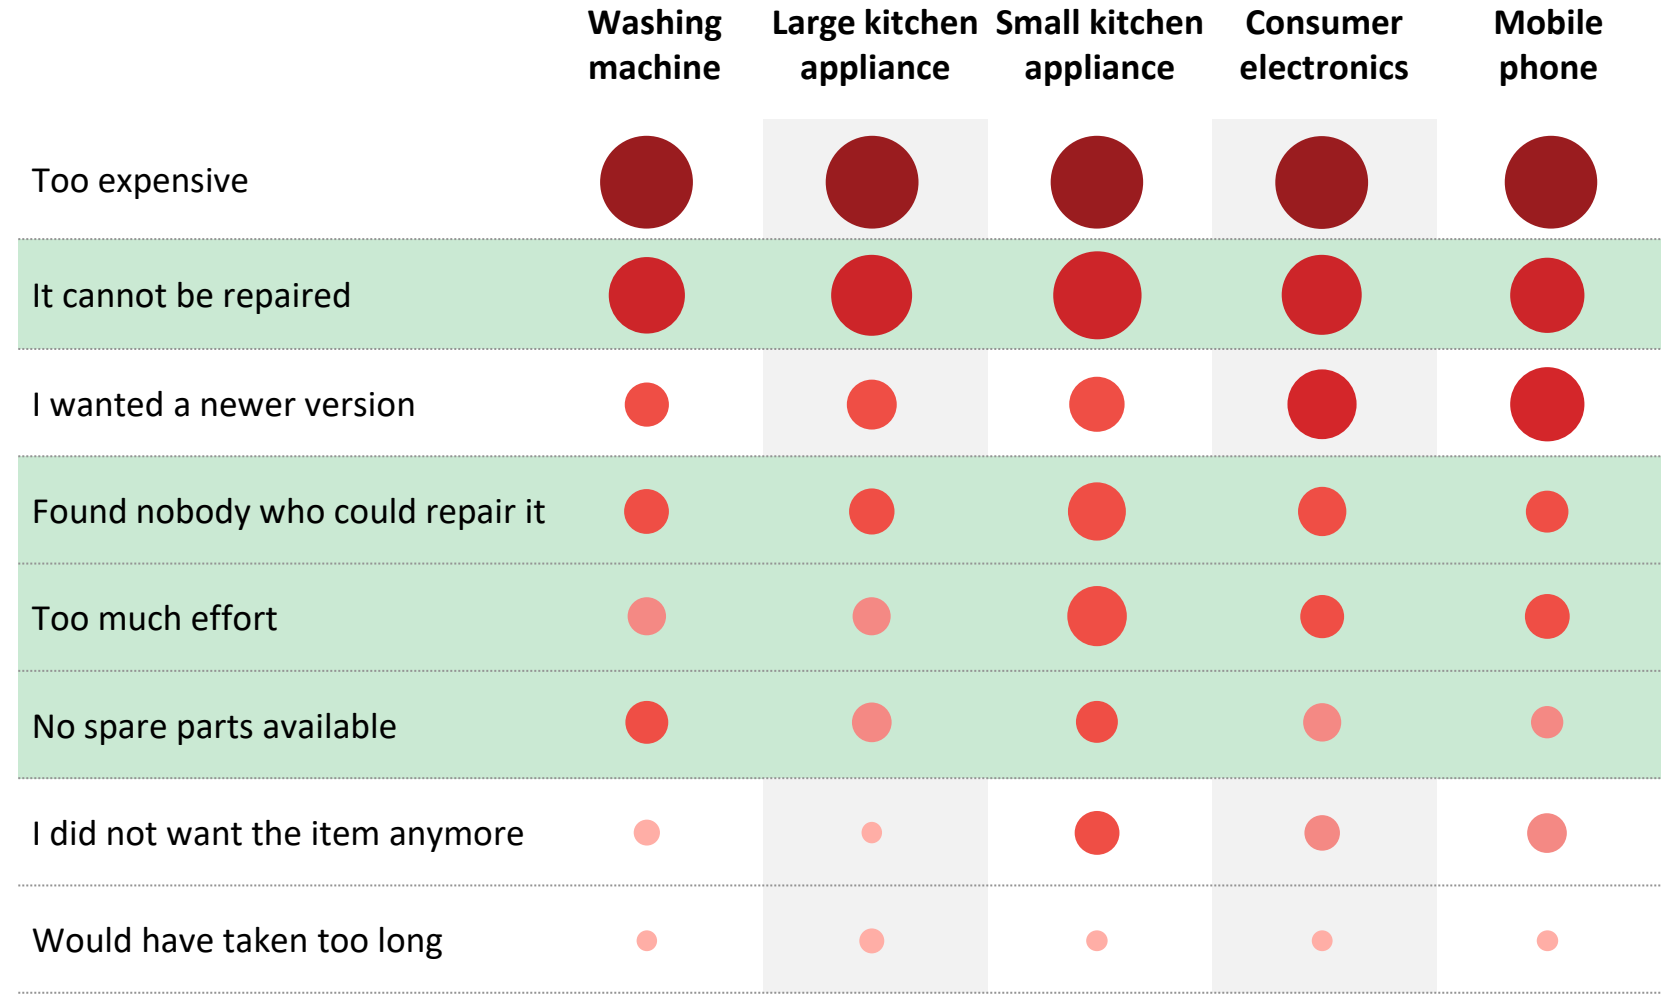 Washing machine
Large kitchen appliance
Small kitchen appliance
Consumer electronics
Mobile phone
Too expensive
It cannot be repaired
I wanted a newer version
Found nobody who could repair it
Too much effort
No spare parts available
I did not want the item anymore
Would have taken too long